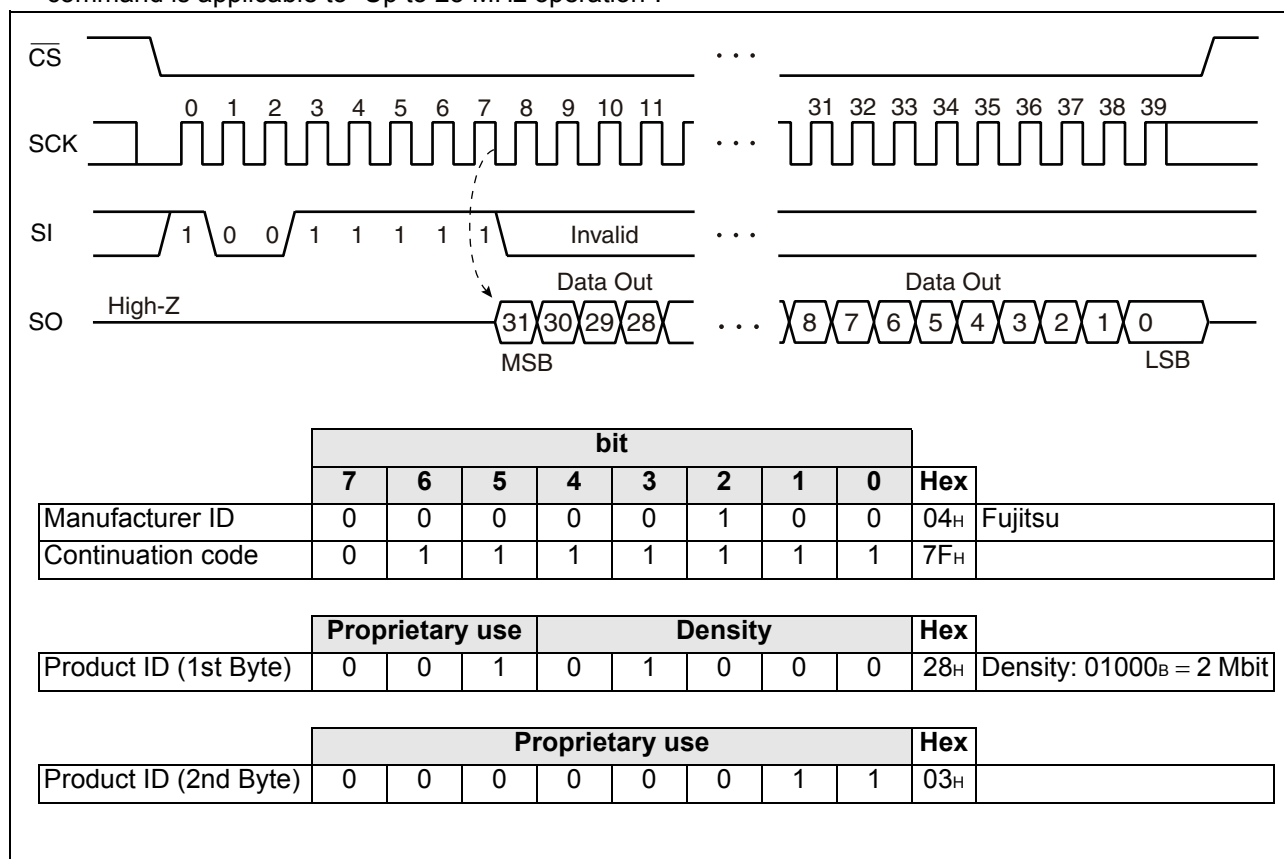 command is applicable to "Up to 25 MHz operation".
CS
0 1 2 3 4 5 6 7 8 9 10 11 31 32 33 34 35 36 37 38 39
SCK
SI 1 0 0 1 1 1 1 1 Invalid
Data Out Data Out
High-Z
SO 31 30 29 28 8 7 6 5 4 3 2 1 0
MSB LSB
bit
7 6 5 4 3 2 1 0 Hex
Manufacturer ID 0 0 0 0 0 1 0 0 04H Fujitsu
Continuation code 0 1 1 1 1 1 1 1 7FH
Proprietary use Density Hex
Product ID (1st Byte) 0 0 1 0 1 0 0 0 28H Density: 01000B = 2 Mbit
Proprietary use Hex
Product ID (2nd Byte) 0 0 0 0 0 0 1 1 03H